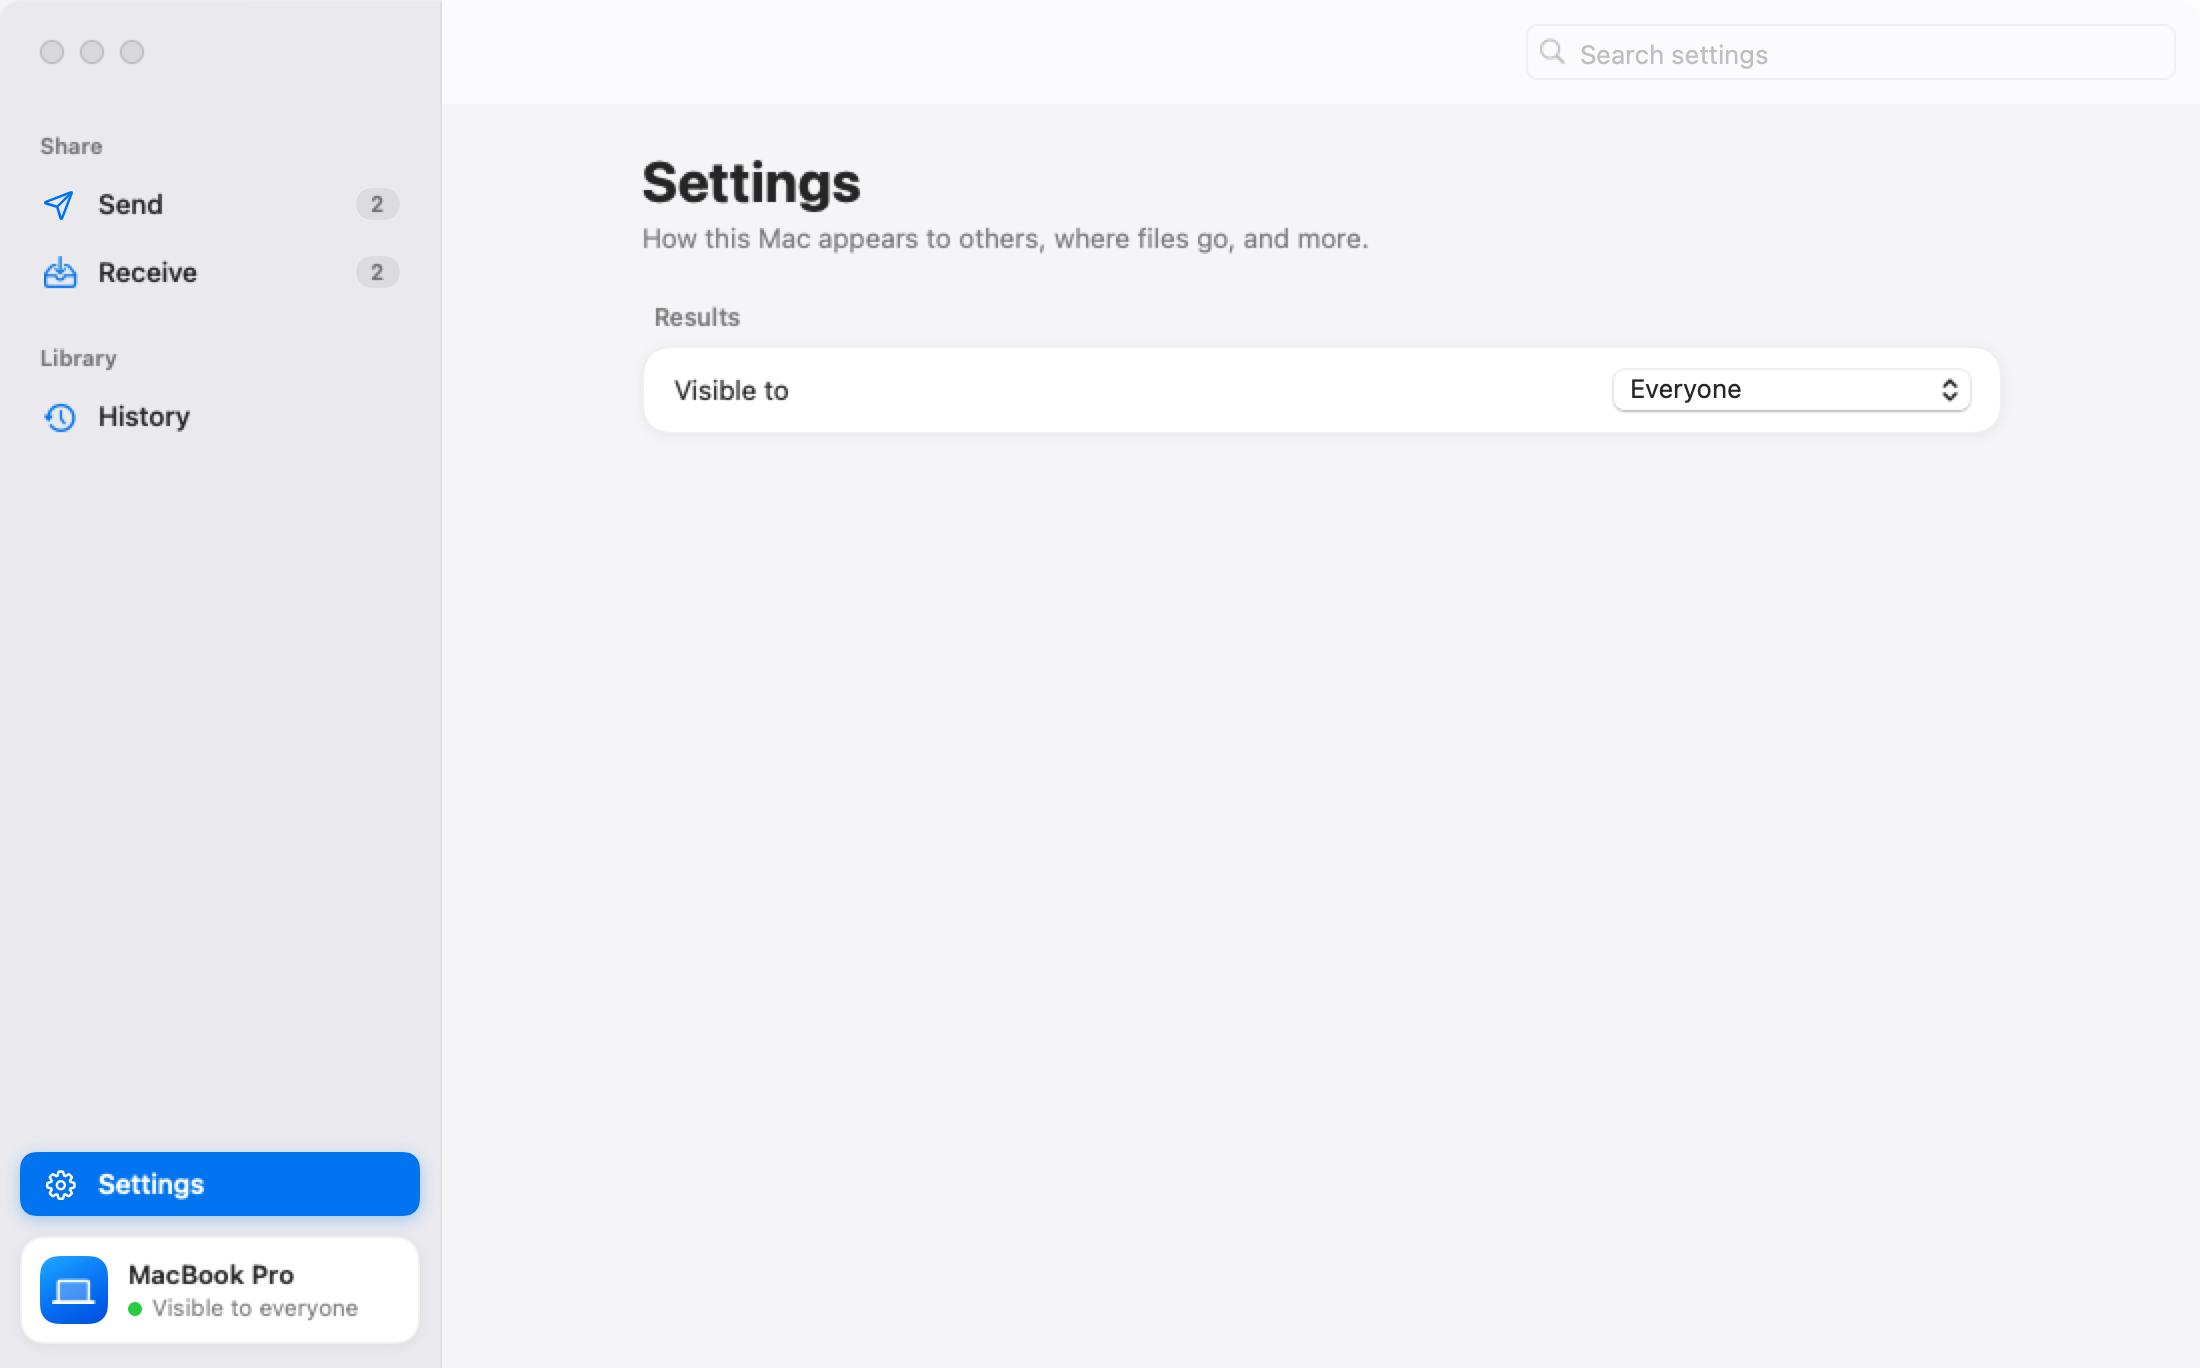 Search settings
Share
Send 2
Receive 2
Library
History
Settings
MacBook Pro
Visible to everyone
Settings
How this Mac appears to others, where files go, and more.
Results
Visible to Everyone